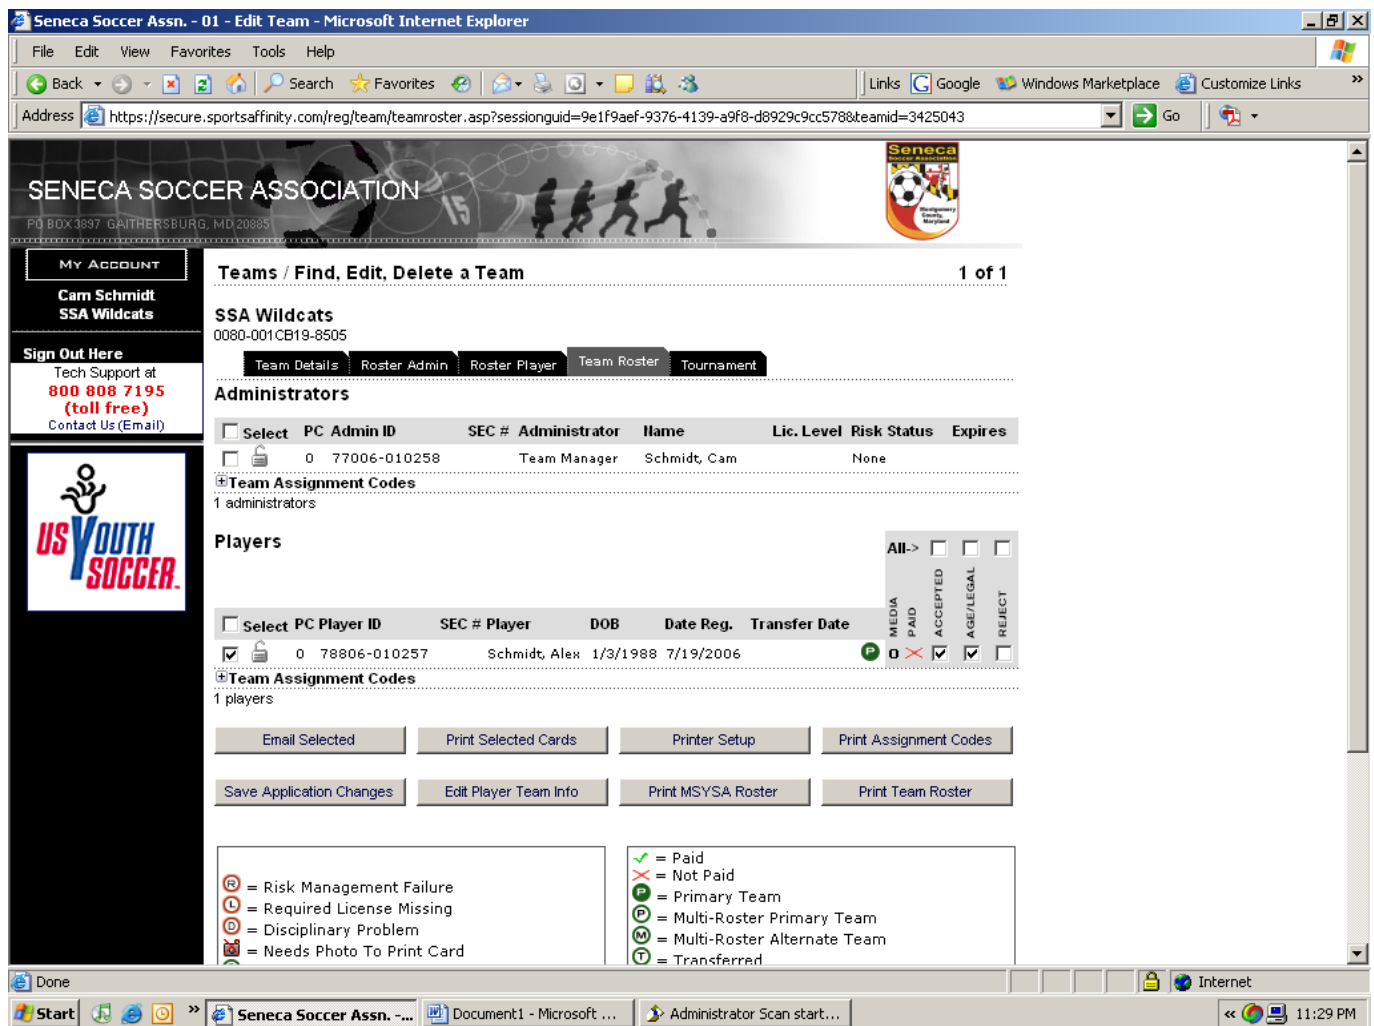 Seneca Soccer Assn. - 01 - Edit Team - Microsoft Internet Explorer
File Edit View Favorites Tools Help
Back Search Favorites Links Google Windows Marketplace Customize Links »
Address https://secure.sportsaffinity.com/reg/team/teamroster.asp?sessionguid=9e1f9aef-9376-4139-a9f8-d8929c9cc578&teamid=3425043 Go
SENECA SOCCER ASSOCIATION
PO BOX 3897 GAITHERSBURG, MD 20885
15
Seneca
Soccer Association
Montgomery
County,
Maryland
MY ACCOUNT
Cam Schmidt
SSA Wildcats
Sign Out Here
Tech Support at
800 808 7195
(toll free)
Contact Us (Email)
US YOUTH
SOCCER.
Teams / Find, Edit, Delete a Team 1 of 1
SSA Wildcats
0080-001CB19-8505
Team Details Roster Admin Roster Player Team Roster Tournament
Administrators
Select PC Admin ID SEC # Administrator Name Lic. Level Risk Status Expires
0 77006-010258 Team Manager Schmidt, Cam None
Team Assignment Codes
1 administrators
Players
All->
MEDIA PAID ACCEPTED AGE/LEGAL REJECT
Select PC Player ID SEC # Player DOB Date Reg. Transfer Date
0 78806-010257 Schmidt, Alex 1/3/1988 7/19/2006 P 0
Team Assignment Codes
1 players
Email Selected Print Selected Cards Printer Setup Print Assignment Codes
Save Application Changes Edit Player Team Info Print MSYSA Roster Print Team Roster
R = Risk Management Failure
L = Required License Missing
D = Disciplinary Problem
= Needs Photo To Print Card
= Paid
= Not Paid
P = Primary Team
P = Multi-Roster Primary Team
M = Multi-Roster Alternate Team
T = Transferred
Done Internet
Start » Seneca Soccer Assn. -... Document1 - Microsoft ... Administrator Scan start... « 11:29 PM